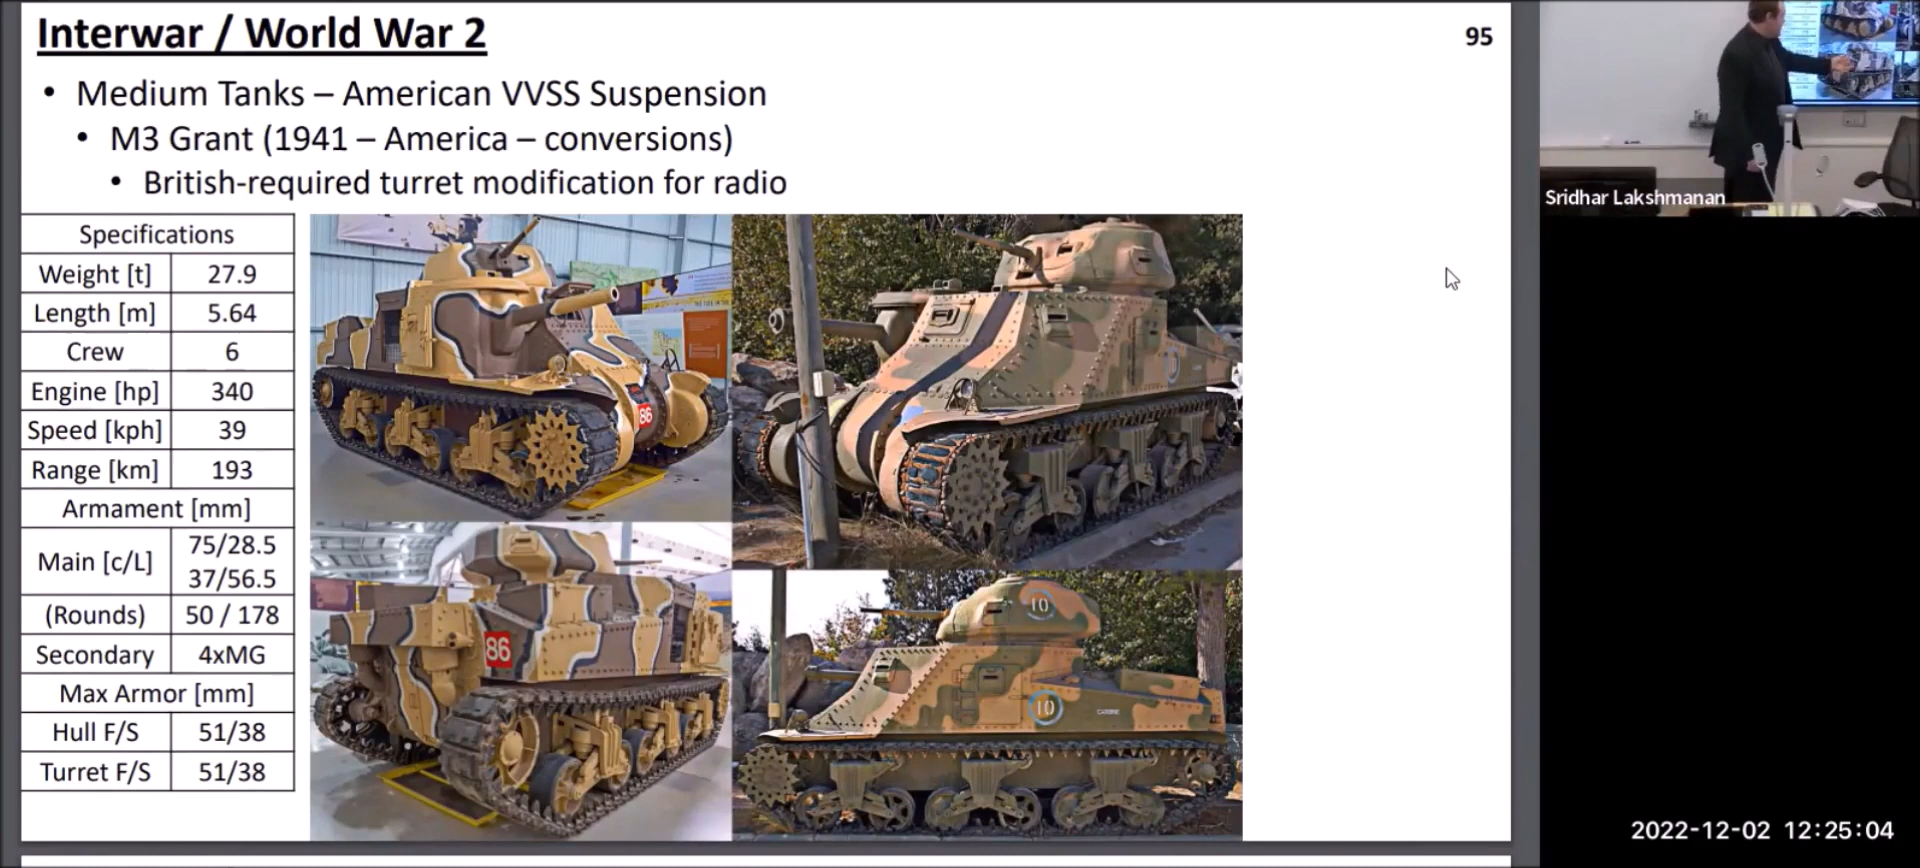 Interwar / World War 2
95
• Medium Tanks – American VVSS Suspension
• M3 Grant (1941 – America – conversions)
• British-required turret modification for radio
Specifications
Weight [t] 27.9
Length [m] 5.64
Crew 6
Engine [hp] 340
Speed [kph] 39
Range [km] 193
Armament [mm]
Main [c/L] 75/28.5
37/56.5
(Rounds) 50 / 178
Secondary 4xMG
Max Armor [mm]
Hull F/S 51/38
Turret F/S 51/38
86
86
10
10
Sridhar Lakshmanan
2022-12-02 12:25:04